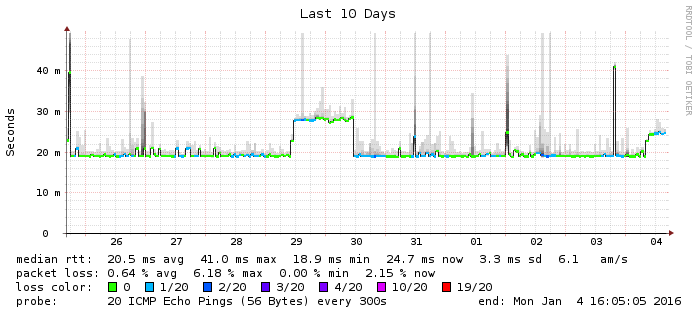 Last 10 Days
RRDTOOL / TOBI OETIKER
Seconds
40 m
30 m
20 m
10 m
0
26 27 28 29 30 31 01 02 03 04
median rtt: 20.5 ms avg 41.0 ms max 18.9 ms min 24.7 ms now 3.3 ms sd 6.1 am/s
packet loss: 0.64 % avg 6.18 % max 0.00 % min 2.15 % now
loss color: 0 1/20 2/20 3/20 4/20 10/20 19/20
probe: 20 ICMP Echo Pings (56 Bytes) every 300s end: Mon Jan 4 16:05:05 2016